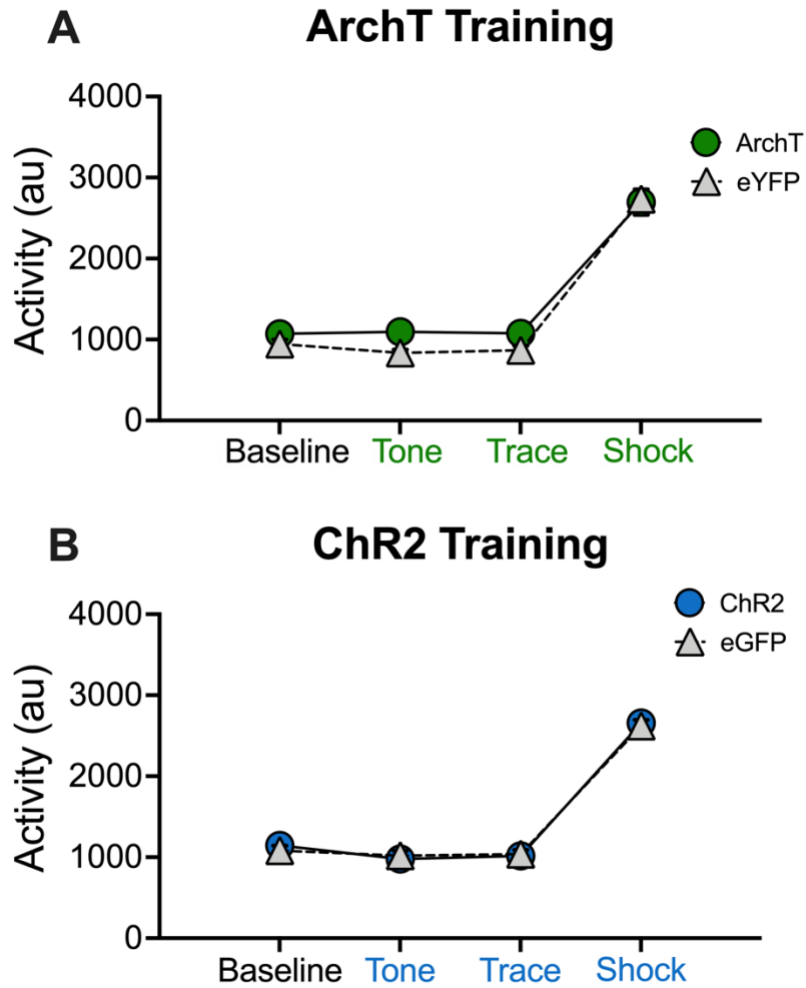 A
ArchT Training
Activity (au)
4000
3000
2000
1000
0
Baseline Tone Trace Shock
ArchT
eYFP
B
ChR2 Training
Activity (au)
4000
3000
2000
1000
0
Baseline Tone Trace Shock
ChR2
eGFP